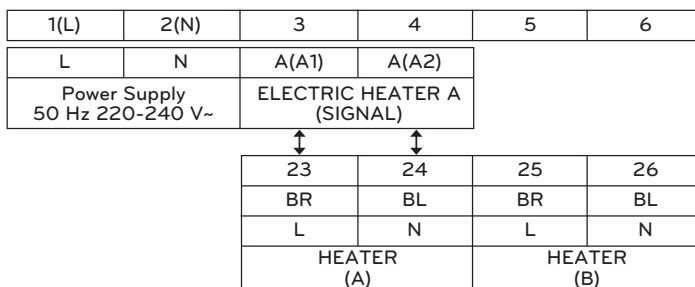 1(L) 2(N) 3 4 5 6
L N A(A1) A(A2)
Power Supply ELECTRIC HEATER A
50 Hz 220-240 V~ (SIGNAL)
23 24 25 26
BR BL BR BL
L N L N
HEATER HEATER
(A) (B)